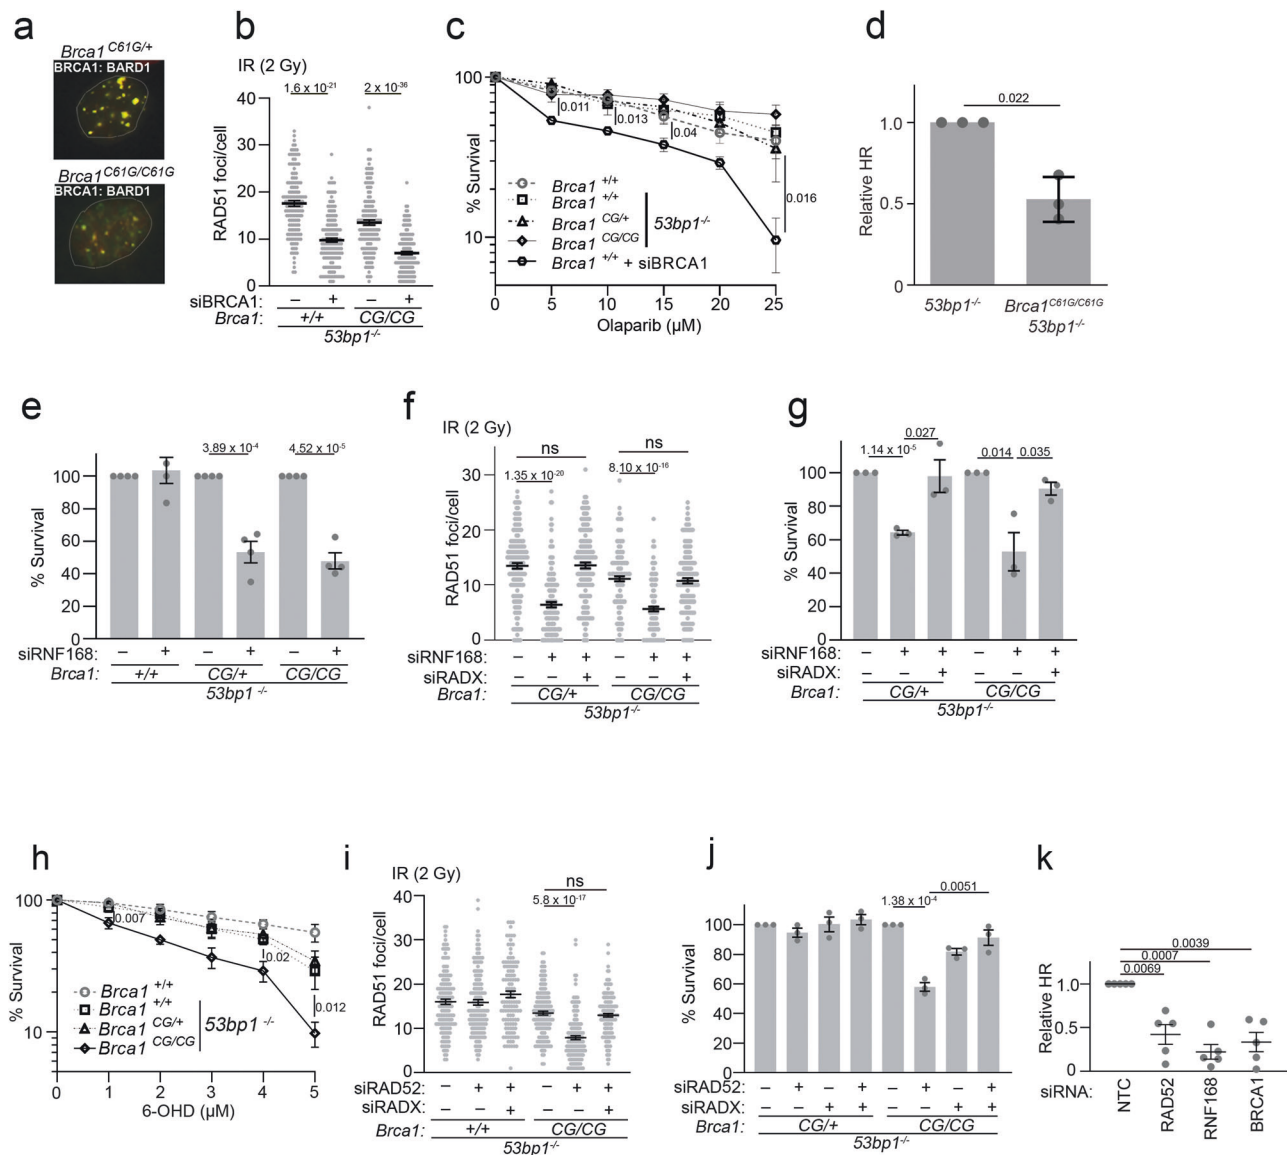 a
Brca1 C61G/+
BRCA1: BARD1
Brca1 C61G/C61G
BRCA1: BARD1
b
IR (2 Gy)
1.6 x 10-21
2 x 10-36
RAD51 foci/cell
40
30
20
10
0
siBRCA1: – + – +
Brca1: +/+ CG/CG
53bp1-/-
c
% Survival
100
10
0.011
0.013
0.04
0.016
Brca1 +/+
Brca1 +/+
Brca1 CG/+
Brca1 CG/CG
53bp1-/-
Brca1 +/+ + siBRCA1
0 5 10 15 20 25
Olaparib (µM)
d
Relative HR
0.022
1.0
0.5
0
53bp1-/-
Brca1C61G/C61G
53bp1-/-
e
% Survival
3.89 x 10-4
4.52 x 10-5
100
80
60
40
20
0
siRNF168: – + – + – +
Brca1: +/+ CG/+ CG/CG
53bp1 -/-
f
IR (2 Gy)
ns
ns
1.35 x 10-20
8.10 x 10-16
RAD51 foci/cell
30
20
10
0
siRNF168: – + + – + +
siRADX: – – + – – +
Brca1: CG/+ CG/CG
53bp1-/-
g
% Survival
0.027
1.14 x 10-5
0.014
0.035
100
80
60
40
20
0
siRNF168: – + + – + +
siRADX: – – + – – +
Brca1: CG/+ CG/CG
53bp1-/-
h
% Survival
100
10
0.007
0.02
0.012
Brca1 +/+
Brca1 +/+
Brca1 CG/+
Brca1 CG/CG
53bp1 -/-
0 1 2 3 4 5
6-OHD (µM)
i
IR (2 Gy)
ns
5.8 x 10-17
RAD51 foci/cell
40
30
20
10
0
siRAD52: – + + – + +
siRADX: – – + – – +
Brca1: +/+ CG/CG
53bp1-/-
j
% Survival
0.0051
1.38 x 10-4
100
80
60
40
20
0
siRAD52: – + – + – + – +
siRADX: – – + + – – + +
Brca1: CG/+ CG/CG
53bp1-/-
k
Relative HR
0.0039
0.0007
0.0069
1.0
0.5
0
siRNA:
NTC
RAD52
RNF168
BRCA1